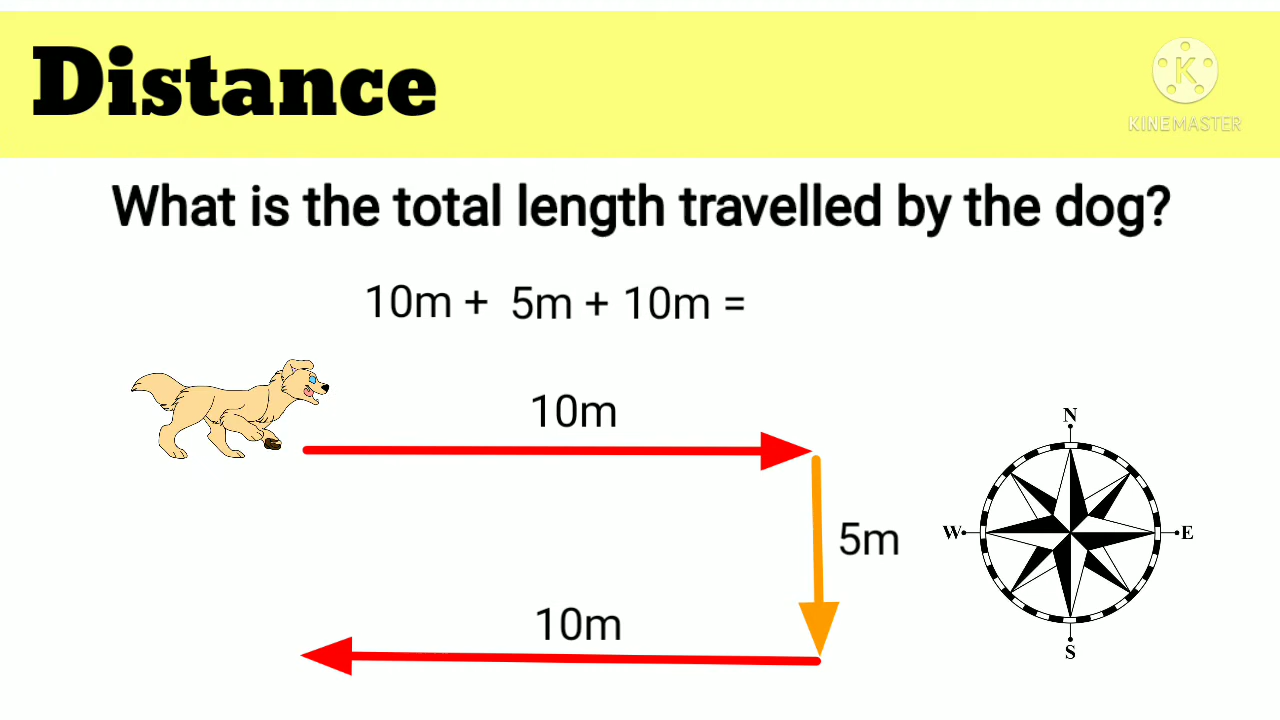 Distance
K
KINEMASTER
What is the total length travelled by the dog?
10m + 5m + 10m =
10m
N
W
E
5m
10m
S